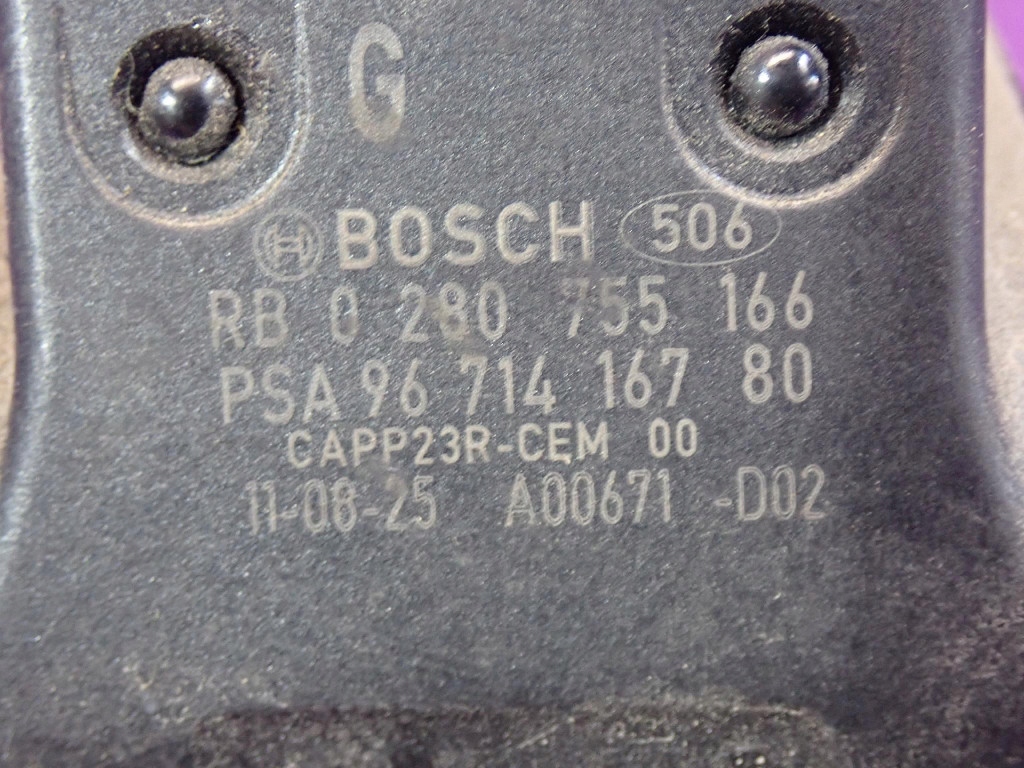 G
BOSCH 506
RB 0 280 755 166
PSA 96 714 167 80
CAPP23R-CEM 00
11-08-25 A00671 -D02